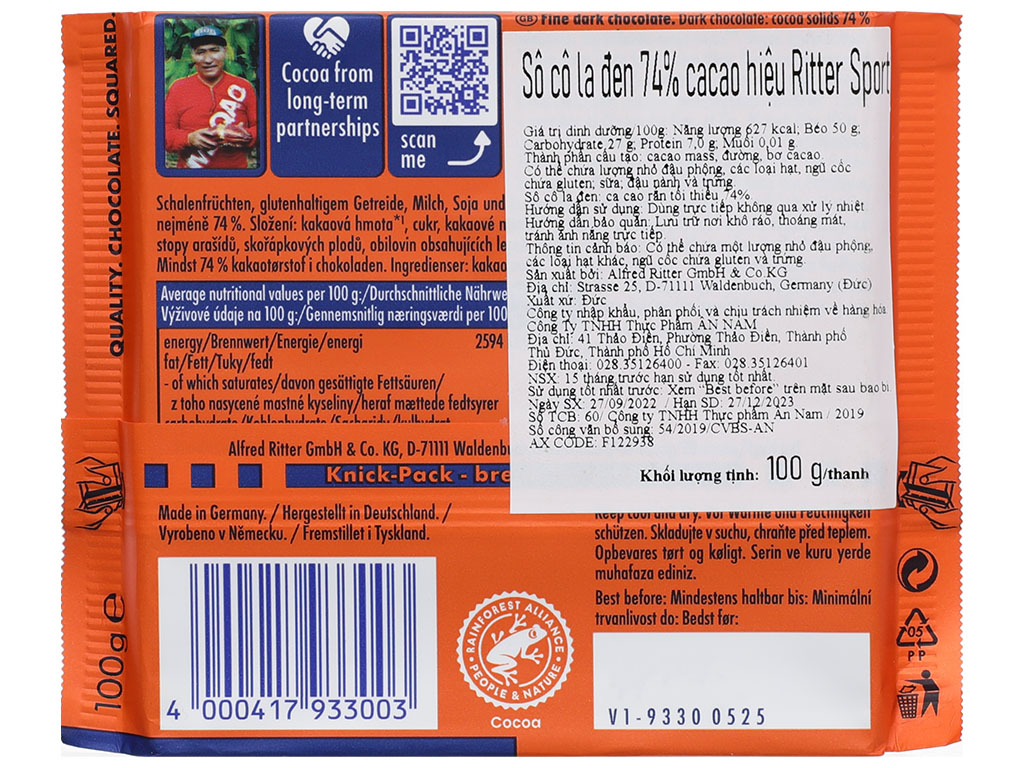 GB Fine dark chocolate. Dark chocolate: cocoa solids 74 %
QUALITY. CHOCOLATE. SQUARED.
Cocoa from
long-term
partnerships
scan
me
Schalenfrüchten, glutenhaltigem Getreide, Milch, Soja und
nejméně 74 %. Složení: kakaová hmota*¹, cukr, kakaové
stopy arašídů, skořápkových plodů, obilovin obsahujících
Mindst 74 % kakaotørstof i chokoladen. Ingredienser:
Average nutritional values per 100 g:/Durchschnittliche
Výživové údaje na 100 g:/Gennemsnitlig næringsværdi per 100
energy/Brennwert/Energie/energi 2594
fat/Fett/Tuky/fedt
- of which saturates/davon gesättigte Fettsäuren/
z toho nasycené mastné kyseliny/heraf mættede fedtsyrer
Sô cô la đen 74% cacao hiệu Ritter Sport
Giá trị dinh dưỡng/100g: Năng lượng 627 kcal; Béo 50 g;
Carbohydrate 27 g; Protein 7,0 g; Muối 0,01 g
Thành phần cấu tạo: cacao mass, đường, bơ cacao.
Có thể chứa lượng nhỏ đậu phộng, các loại hạt, ngũ cốc
chứa gluten, sữa, đậu nành và trứng.
Sô cô la đen: ca cao rắn tối thiểu 74%
Hướng dẫn sử dụng: Dùng trực tiếp không qua xử lý nhiệt
Hướng dẫn bảo quản: Lưu trữ nơi khô ráo, thoáng mát,
tránh ánh nắng trực tiếp
Thông tin cảnh báo: Có thể chứa một lượng nhỏ đậu phộng,
các loại hạt khác, ngũ cốc chứa gluten và trứng.
Sản xuất bởi: Alfred Ritter GmbH & Co.KG
Địa chỉ: Strasse 25, D-71111 Waldenbuch, Germany (Đức)
Xuất xứ: Đức
Công ty nhập khẩu, phân phối và chịu trách nhiệm về hàng hóa
Công Ty TNHH Thực Phẩm AN NAM
Địa chỉ: 41 Thảo Điền, Phường Thảo Điền, Thành phố
Thủ Đức, Thành phố Hồ Chí Minh
Điện thoại: 028.35126400 - Fax: 028.35126401
NSX: 15 tháng trước hạn sử dụng tốt nhất.
Sử dụng tốt nhất trước: Xem "Best before" trên mặt sau bao bì.
Ngày SX: 27/09/2022 / Hạn SD: 27/12/2023
Số TCB: 60/ Công ty TNHH Thực phẩm An Nam / 2019
Số công văn bổ sung: 54/2019/CVBS-AN
AX CODE: F122938
Khối lượng tịnh: 100 g/thanh
Alfred Ritter GmbH & Co. KG, D-71111
Knick-Pack -
Made in Germany. / Hergestellt in Deutschland. /
Vyrobeno v Německu. / Fremstillet i Tyskland.
Keep cool and dry. Vor Wärme und Feuchtigkeit
schützen. Skladujte v suchu, chraňte před teplem.
Opbevares tørt og køligt. Serin ve kuru yerde
muhafaza ediniz.
Best before: Mindestens haltbar bis: Minimální
trvanlivost do: Bedst før:
V1-9330 0525
100g e
4 000417 933003
RAINFOREST ALLIANCE
PEOPLE & NATURE
Cocoa
05
PP